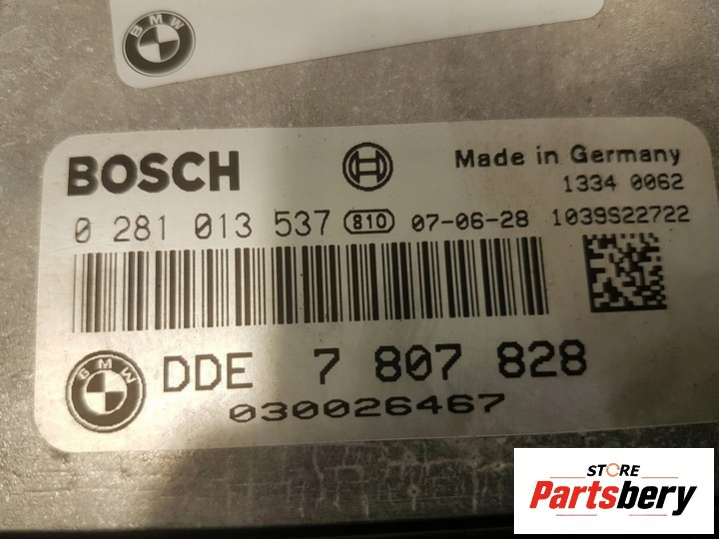 BMW
BOSCH
Made in Germany
1334 0062
0 281 013 537 810 07-06-28 1039S22722
BMW
DDE 7 807 828
030026467
STORE
Partsbery